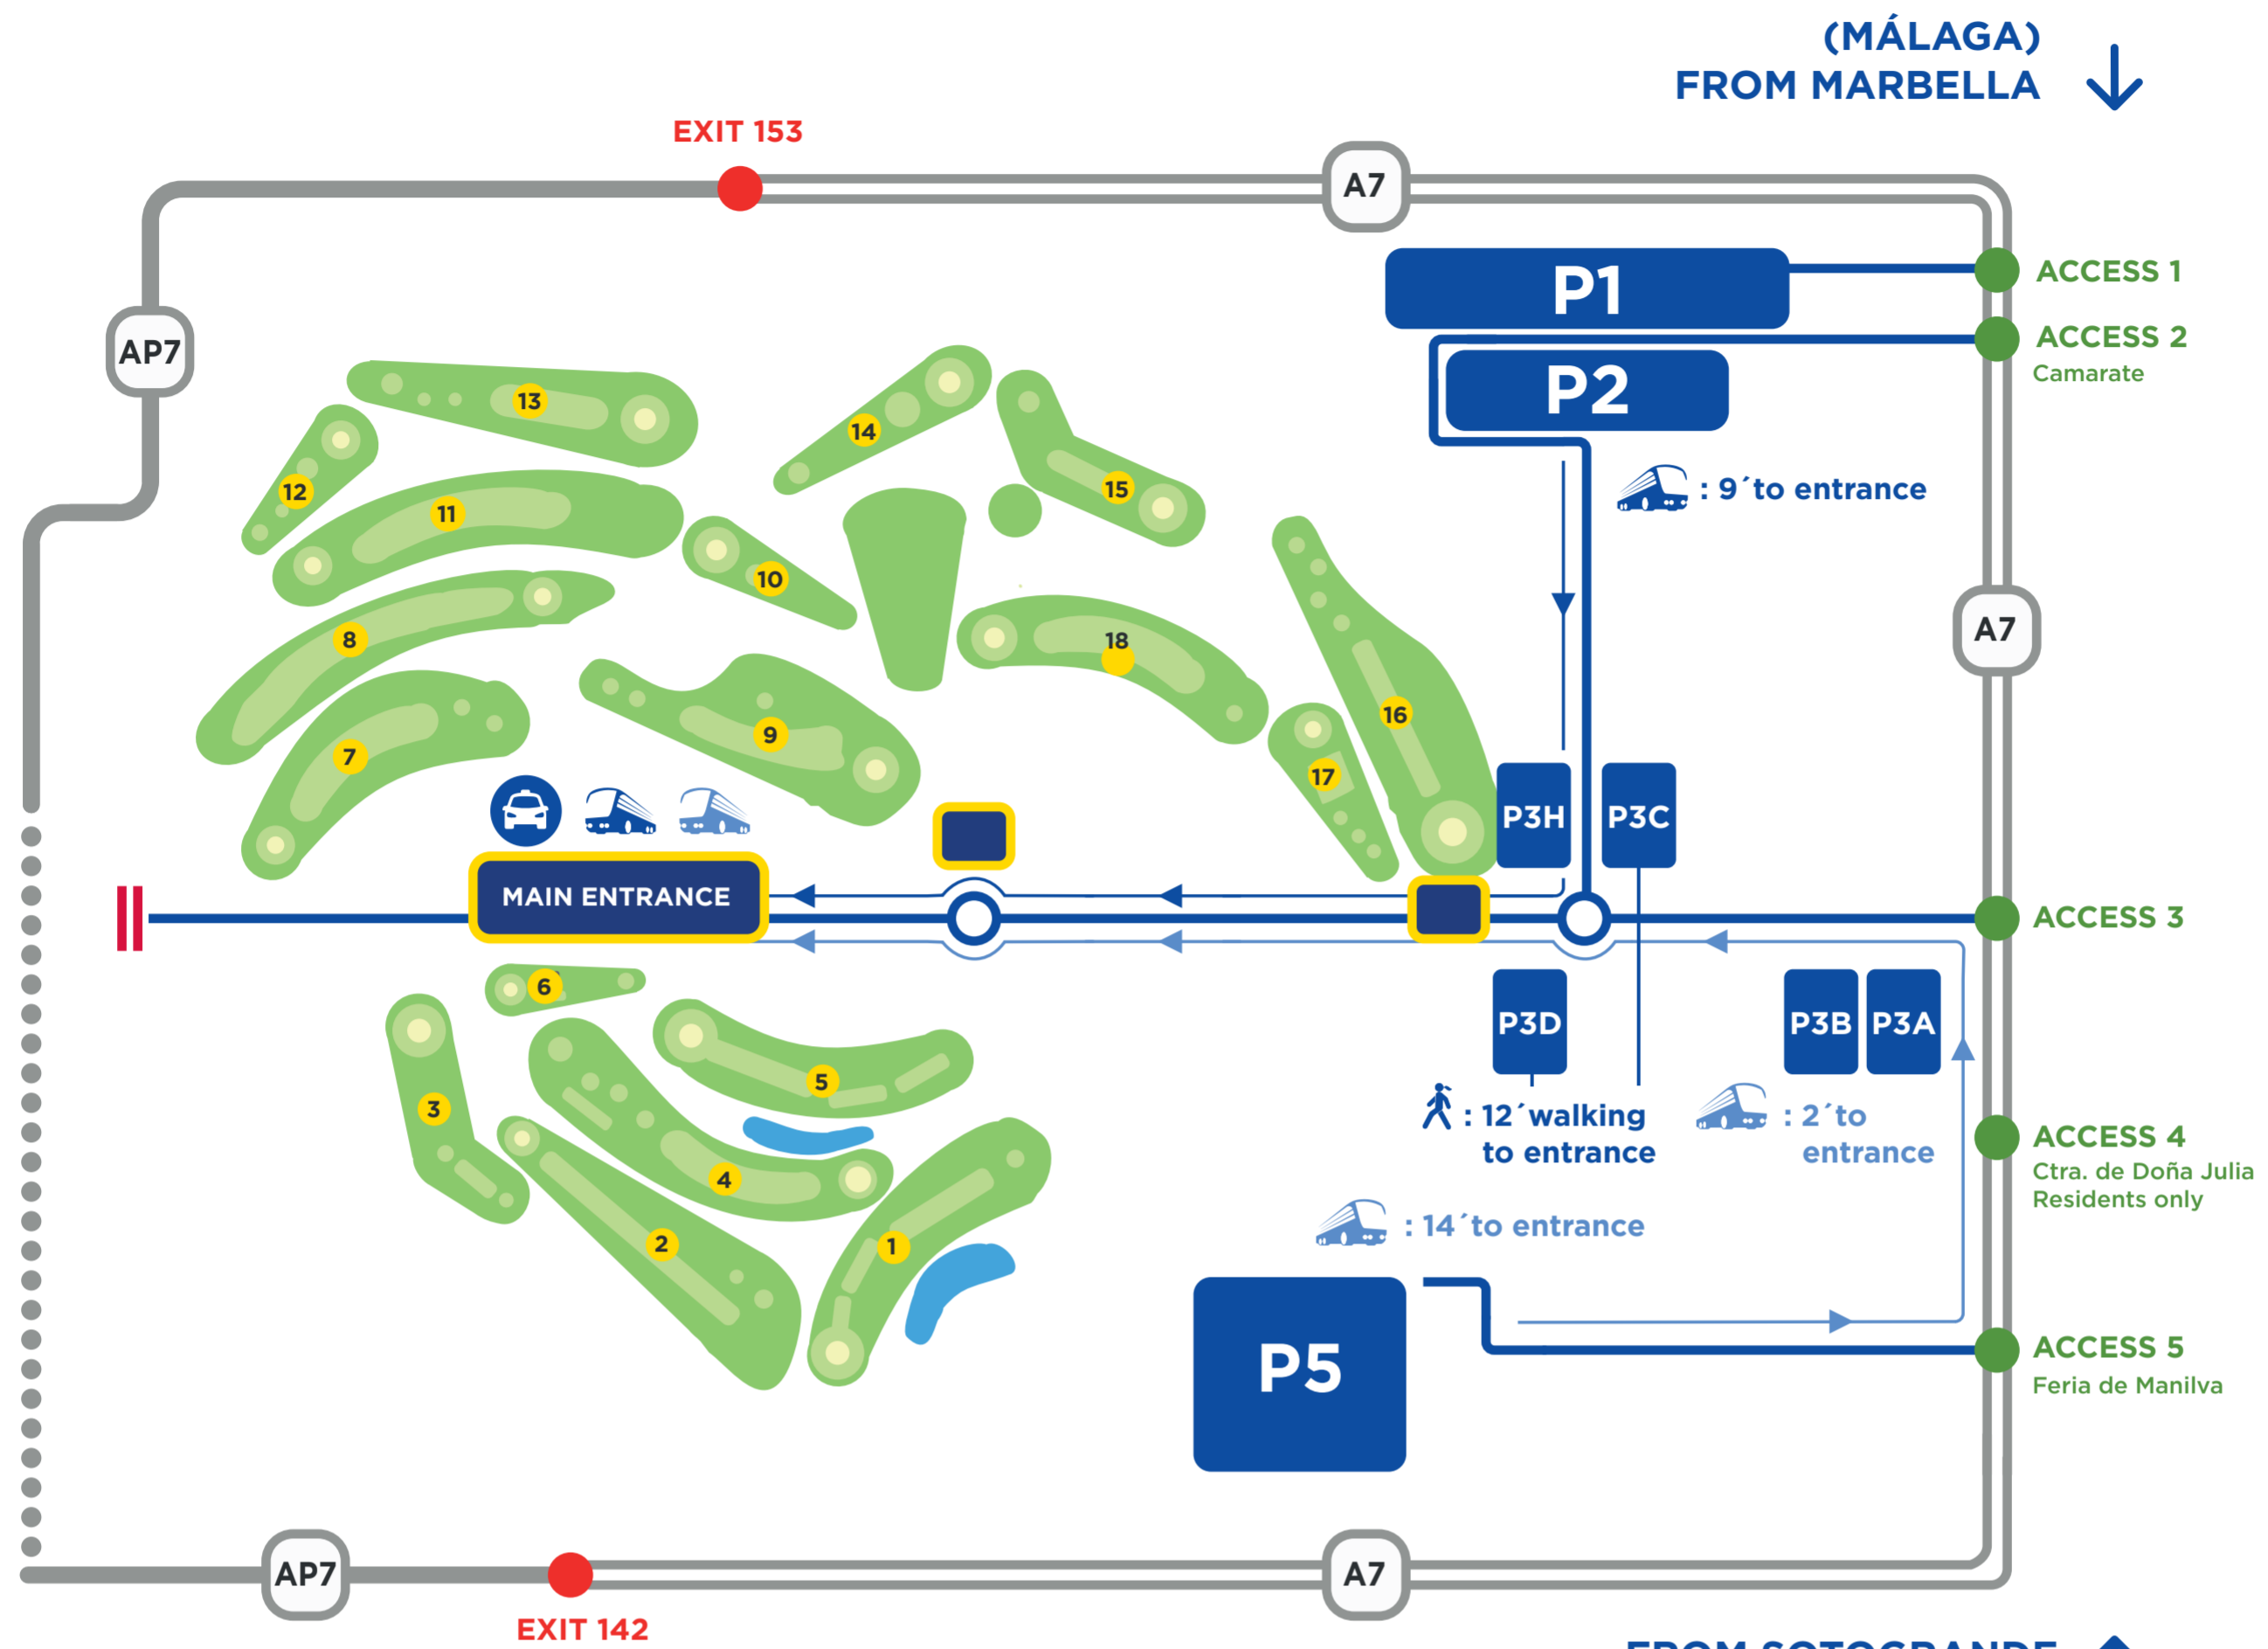 (MÁLAGA)
FROM MARBELLA
EXIT 153
A7
P1
ACCESS 1
ACCESS 2
Camarate
AP7
P2
13
14
12
15
9´to entrance
11
10
8
18
A7
16
9
7
17
P3H
P3C
MAIN ENTRANCE
ACCESS 3
6
P3D
P3B
P3A
5
3
: 12´walking
to entrance
: 2´to
entrance
ACCESS 4
Ctra. de Doña Julia
Residents only
4
: 14´to entrance
2
1
P5
ACCESS 5
Feria de Manilva
AP7
A7
EXIT 142
FROM SOTOGRANDE